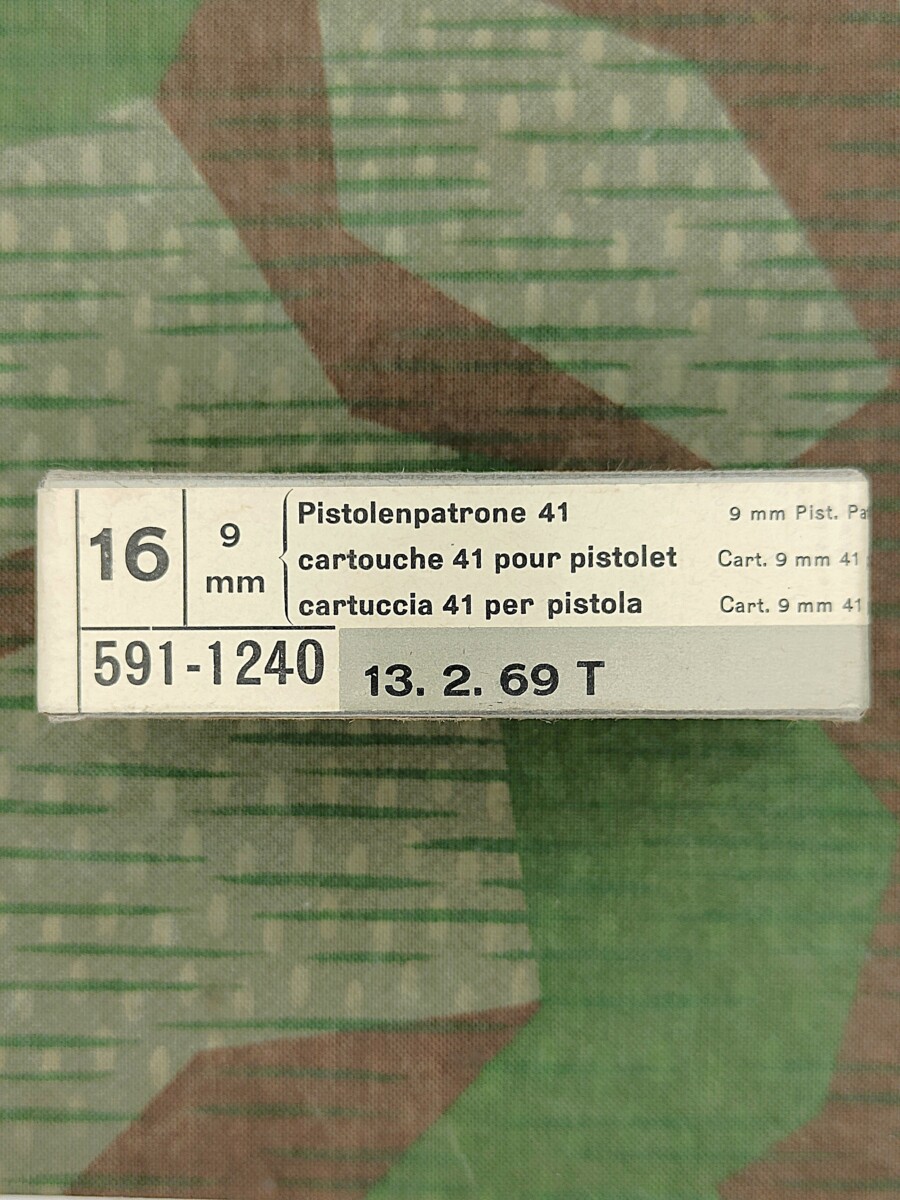 16
9
mm
Pistolenpatrone 41
cartouche 41 pour pistolet
cartuccia 41 per pistola
9 mm Pist.
Cart. 9 mm 41
Cart. 9 mm 41
591-1240
13. 2. 69 T